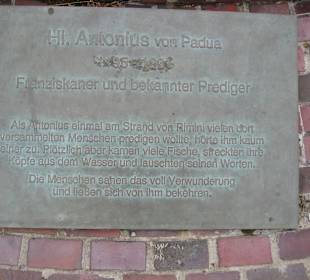 Hl. Antonius von Padua
Franziskaner und bekannter Prediger
Als Antonius einmal am Strand von Rimini vielen dort
versammelten Menschen predigen wollte, hörte ihm kaum
einer zu. Plötzlich aber kamen viele Fische, streckten ihre
Köpfe aus dem Wasser und lauschten seinen Worten.
Die Menschen sahen das voll Verwunderung
und ließen sich von ihm bekehren.